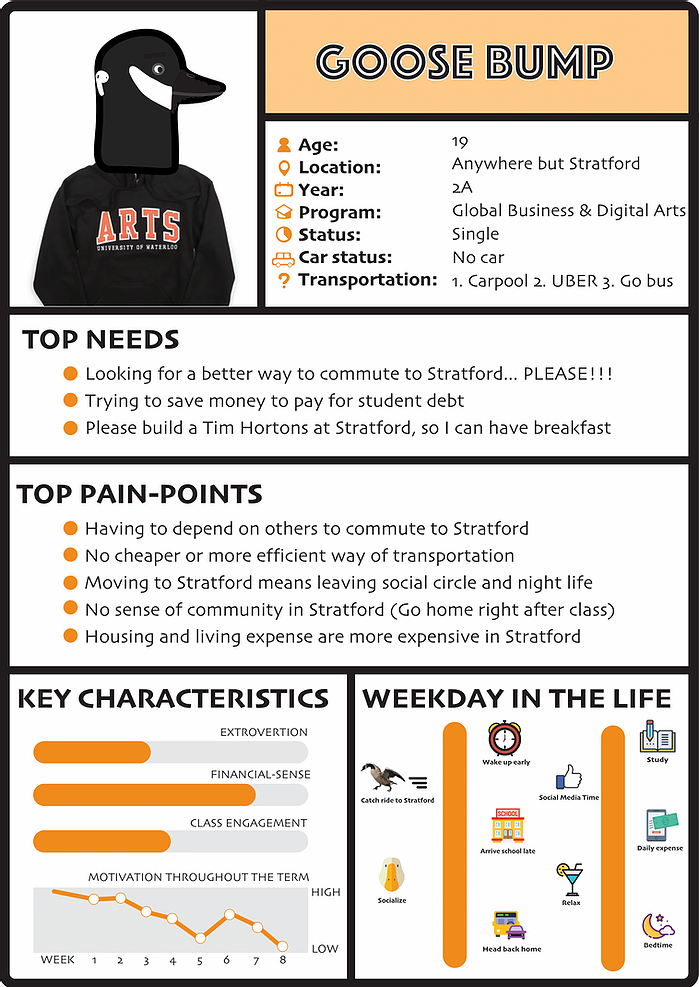 GOOSE BUMP
ARTS
UNIVERSITY OF WATERLOO
Age: 19
Location: Anywhere but Stratford
Year: 2A
Program: Global Business & Digital Arts
Status: Single
Car status: No car
Transportation: 1. Carpool 2. UBER 3. Go bus
TOP NEEDS
Looking for a better way to commute to Stratford... PLEASE!!!
Trying to save money to pay for student debt
Please build a Tim Hortons at Stratford, so I can have breakfast
TOP PAIN-POINTS
Having to depend on others to commute to Stratford
No cheaper or more efficient way of transportation
Moving to Stratford means leaving social circle and night life
No sense of community in Stratford (Go home right after class)
Housing and living expense are more expensive in Stratford
KEY CHARACTERISTICS
EXTROVERTION
FINANCIAL-SENSE
CLASS ENGAGEMENT
MOTIVATION THROUGHOUT THE TERM
HIGH
LOW
WEEK 1 2 3 4 5 6 7 8
WEEKDAY IN THE LIFE
Wake up early
Catch ride to Stratford
SCHOOL
Arrive school late
Socialize
Head back home
Study
Social Media Time
Daily expense
Relax
Bedtime